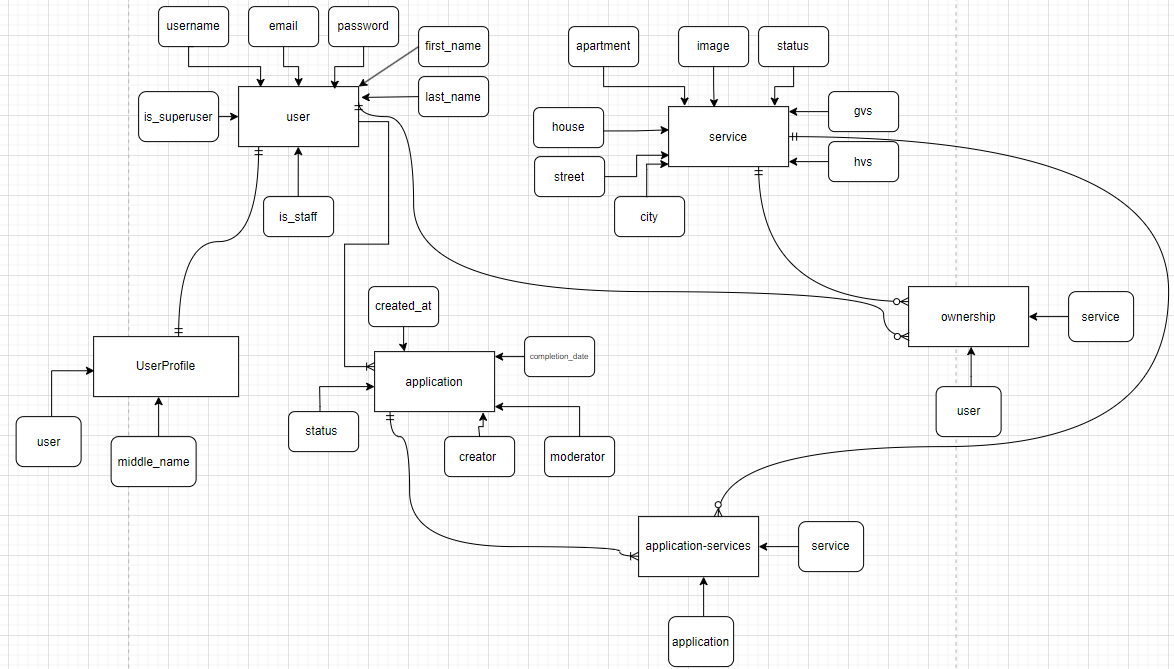 username
email
password
first_name
last_name
is_superuser
user
is_staff
apartment
image
status
house
service
gvs
hvs
street
city
created_at
ownership
service
UserProfile
application
completion_date
user
middle_name
status
creator
moderator
user
application-services
service
application